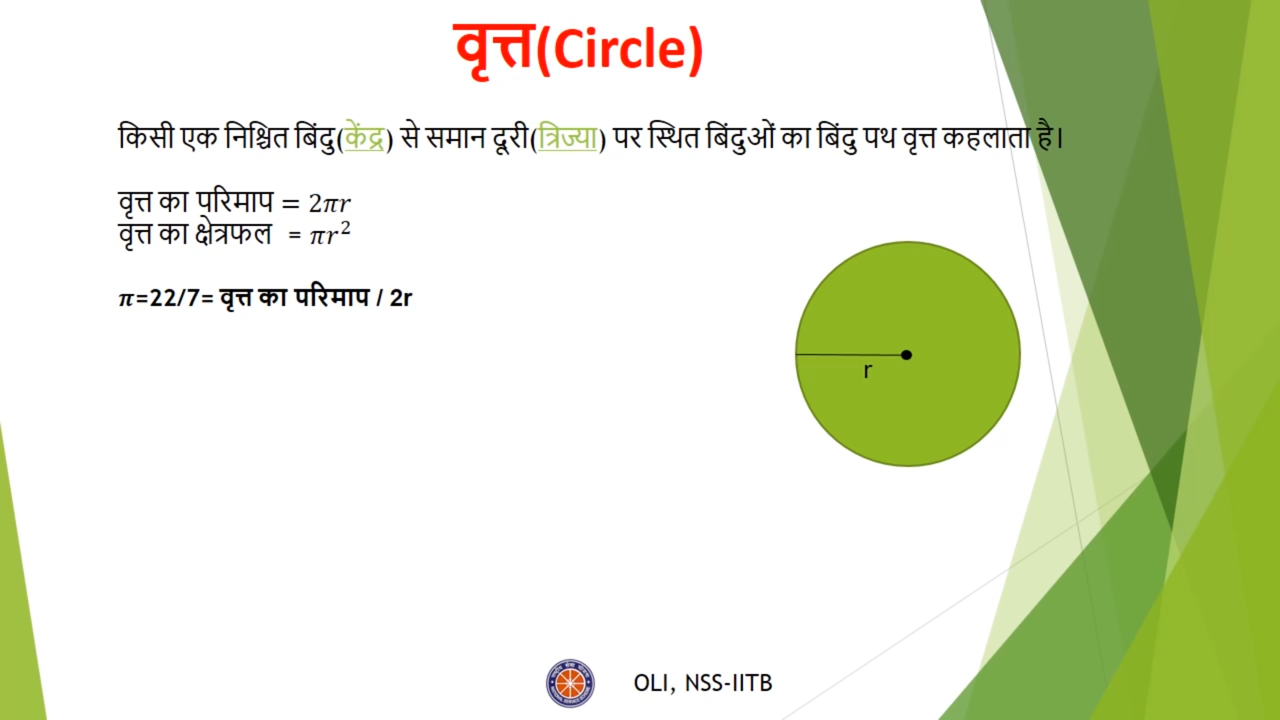 वृत्त(Circle)
किसी एक निश्चित बिंदु(केंद्र) से समान दूरी(त्रिज्या) पर स्थित बिंदुओं का बिंदु पथ वृत्त कहलाता है।
वृत्त का परिमाप = 2𝜋𝑟
वृत्त का क्षेत्रफल = 𝜋𝑟²
𝝅=22/7= वृत्त का परिमाप / 2r
r
OLI, NSS-IITB